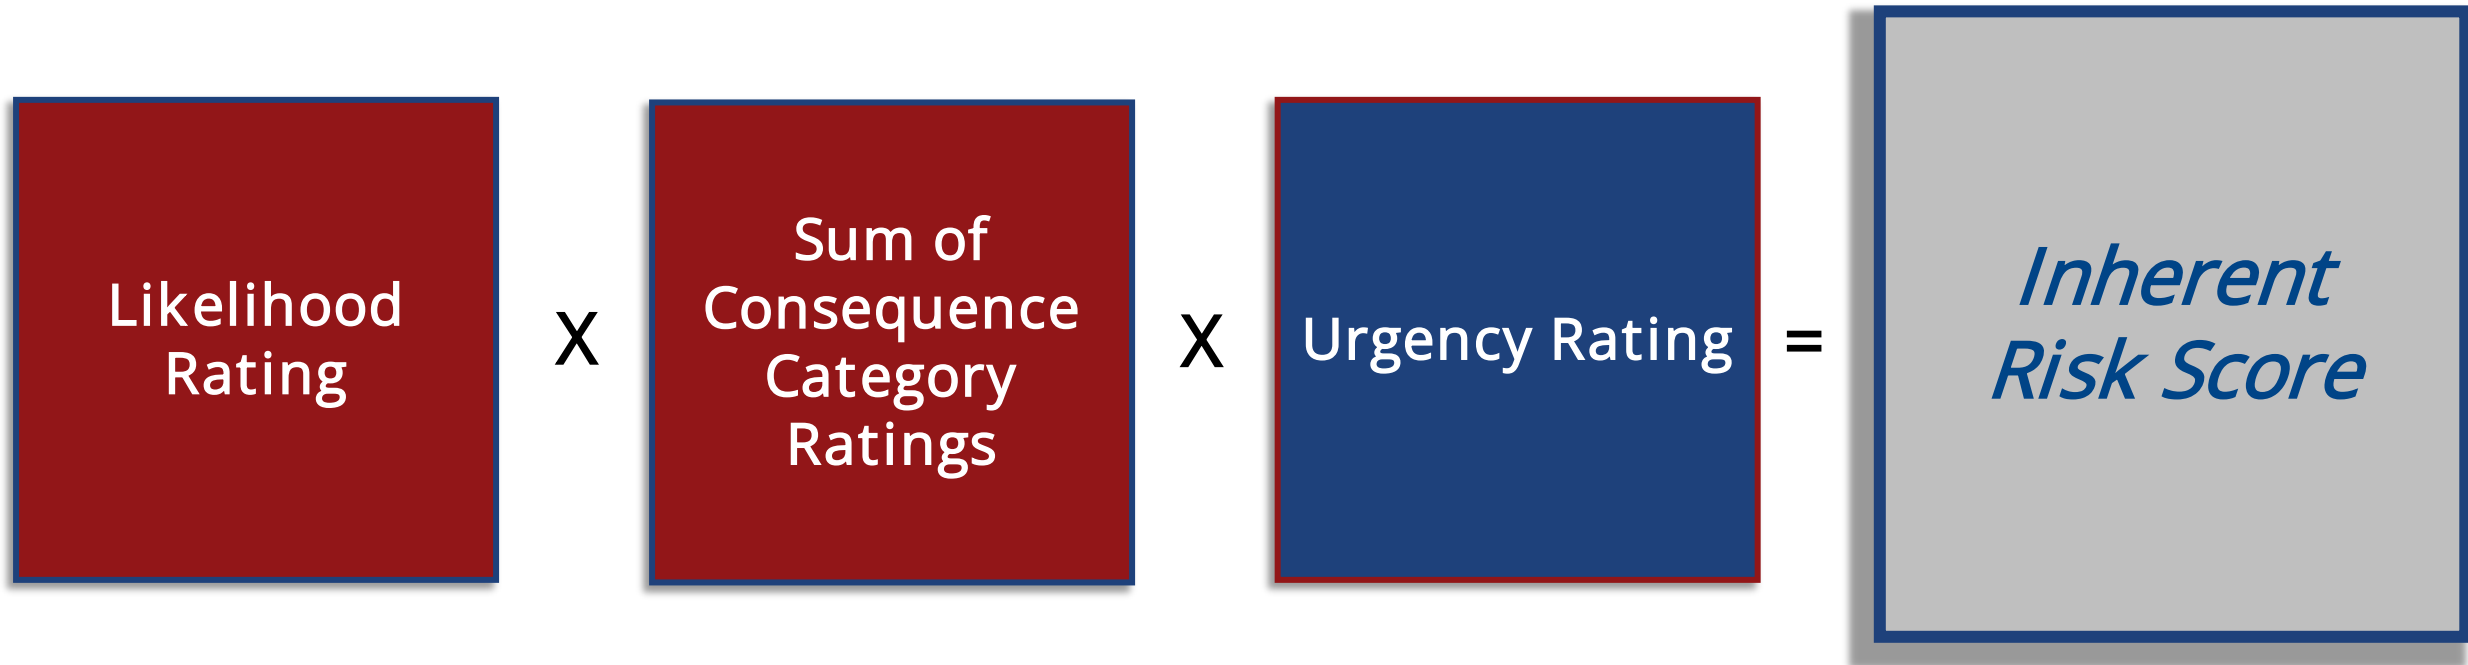 Likelihood
Rating
X
Sum of
Consequence
Category
Ratings
X
Urgency Rating
=
Inherent
Risk Score